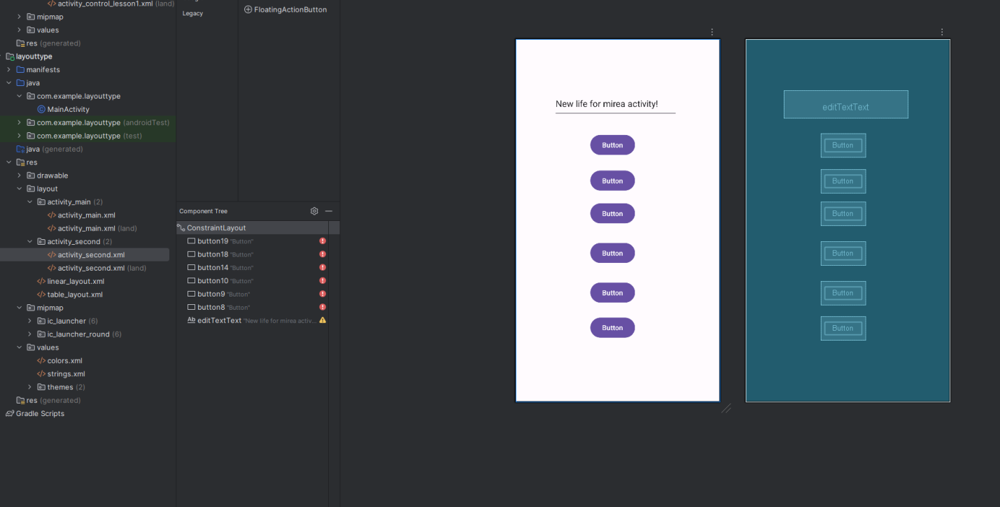 activity_control_lesson1.xml (land)
mipmap
values
res (generated)
layouttype
manifests
java
com.example.layouttype
MainActivity
com.example.layouttype (androidTest)
com.example.layouttype (test)
java (generated)
res
drawable
layout
activity_main (2)
activity_main.xml
activity_main.xml (land)
activity_second (2)
activity_second.xml
activity_second.xml (land)
linear_layout.xml
table_layout.xml
mipmap
ic_launcher (6)
ic_launcher_round (6)
values
colors.xml
strings.xml
themes (2)
res (generated)
Gradle Scripts
Legacy
FloatingActionButton
Component Tree
ConstraintLayout
button19 "Button"
button18 "Button"
button14 "Button"
button10 "Button"
button9 "Button"
button8 "Button"
Ab editTextText "New life for mirea activ...
New life for mirea activity!
Button
Button
Button
Button
Button
Button
editTextText
Button
Button
Button
Button
Button
Button